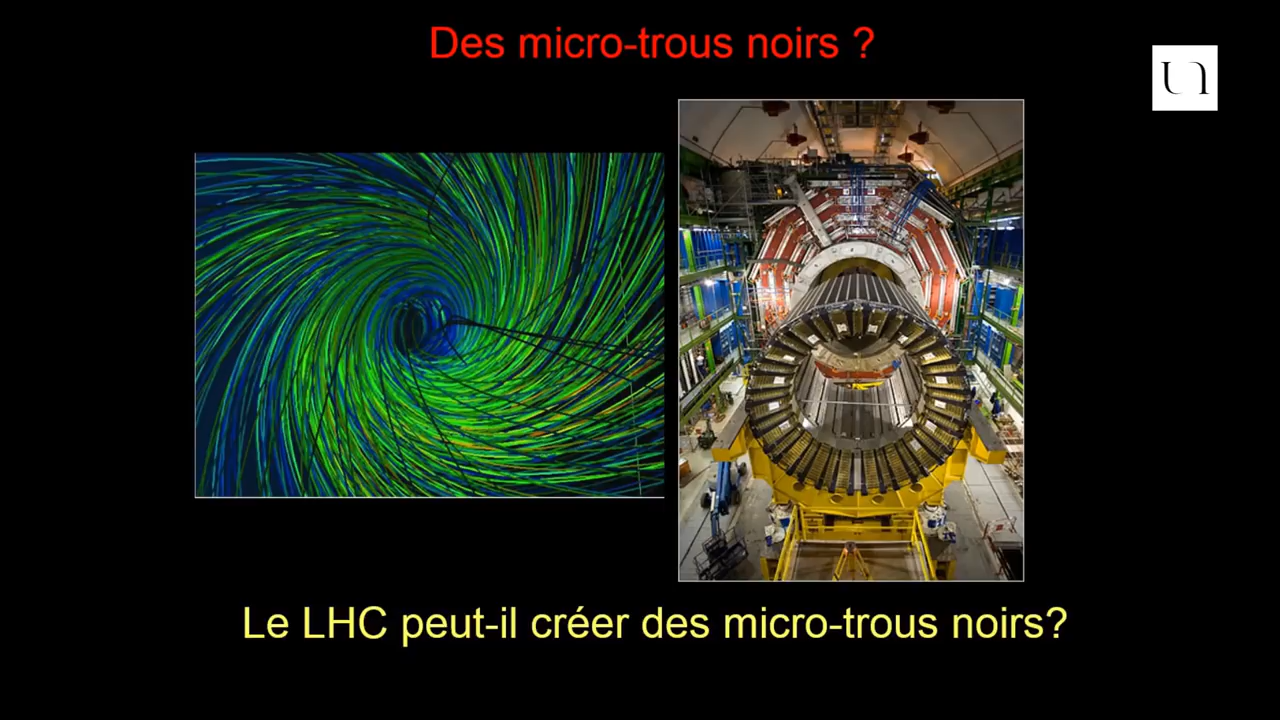 Des micro-trous noirs ?
Le LHC peut-il créer des micro-trous noirs?